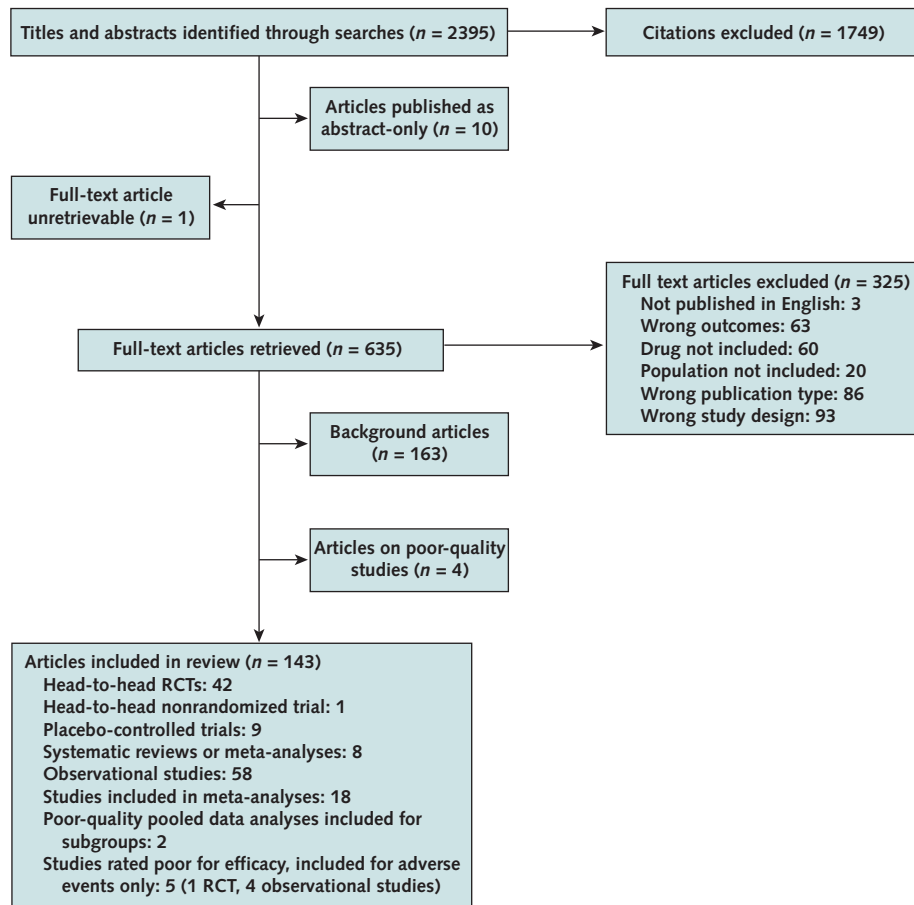 Titles and abstracts identified through searches (n = 2395)
Citations excluded (n = 1749)
Articles published as
abstract-only (n = 10)
Full-text article
unretrievable (n = 1)
Full-text articles retrieved (n = 635)
Full text articles excluded (n = 325)
Not published in English: 3
Wrong outcomes: 63
Drug not included: 60
Population not included: 20
Wrong publication type: 86
Wrong study design: 93
Background articles
(n = 163)
Articles on poor-quality
studies (n = 4)
Articles included in review (n = 143)
Head-to-head RCTs: 42
Head-to-head nonrandomized trial: 1
Placebo-controlled trials: 9
Systematic reviews or meta-analyses: 8
Observational studies: 58
Studies included in meta-analyses: 18
Poor-quality pooled data analyses included for
subgroups: 2
Studies rated poor for efficacy, included for adverse
events only: 5 (1 RCT, 4 observational studies)